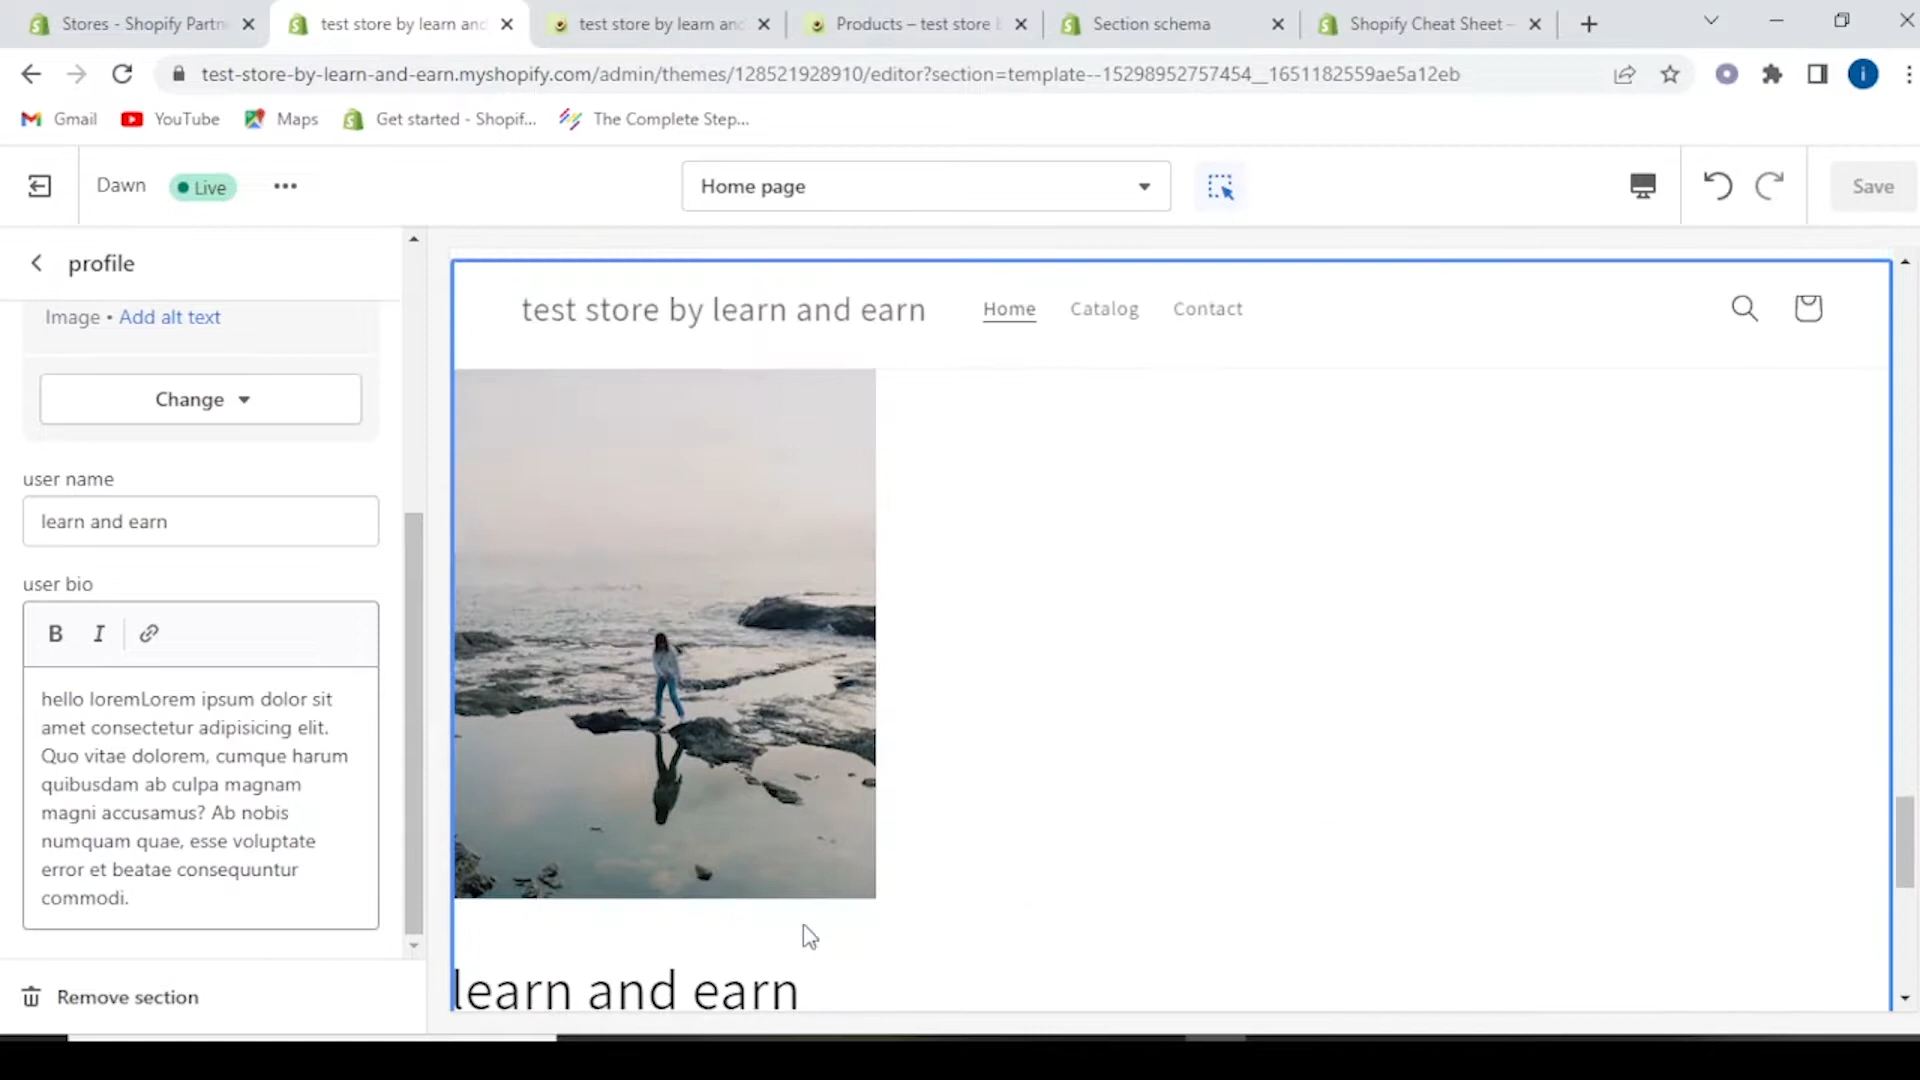 Stores - Shopify Partn
test store by learn and
test store by learn and
Products – test store b
Section schema
Shopify Cheat Sheet –
test-store-by-learn-and-earn.myshopify.com/admin/themes/128521928910/editor?section=template--15298952757454__1651182559ae5a12eb
i
Gmail
YouTube
Maps
Get started - Shopif...
The Complete Step...
Dawn
Live
Home page
Save
profile
Image • Add alt text
Change
user name
learn and earn
user bio
B I
hello loremLorem ipsum dolor sit
amet consectetur adipisicing elit.
Quo vitae dolorem, cumque harum
quibusdam ab culpa magnam
magni accusamus? Ab nobis
numquam quae, esse voluptate
error et beatae consequuntur
commodi.
Remove section
test store by learn and earn
Home
Catalog
Contact
learn and earn